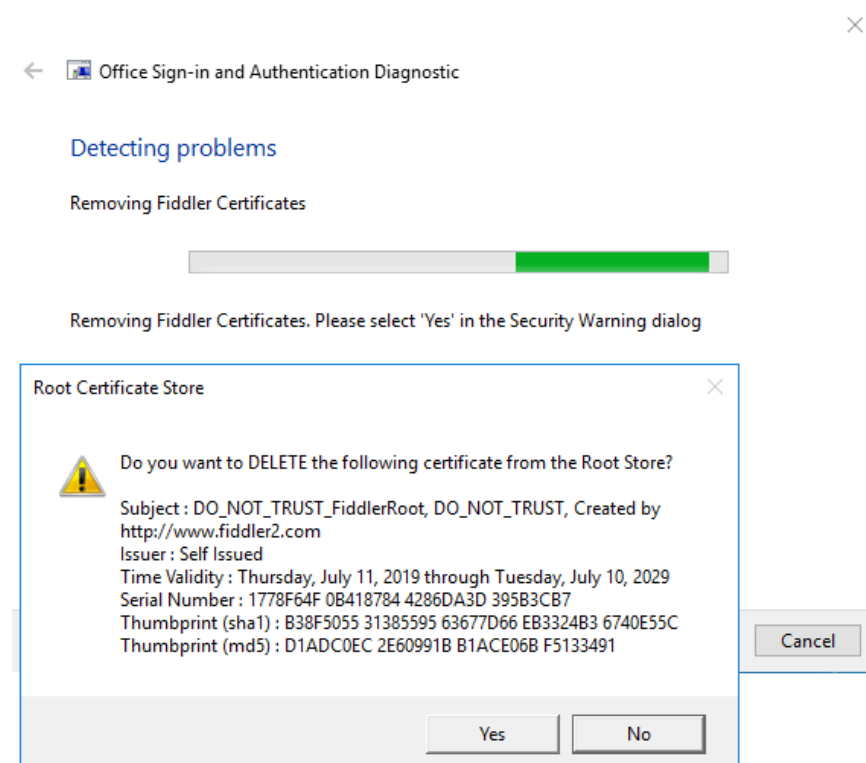 Office Sign-in and Authentication Diagnostic
Detecting problems
Removing Fiddler Certificates
Removing Fiddler Certificates. Please select 'Yes' in the Security Warning dialog
Root Certificate Store
Do you want to DELETE the following certificate from the Root Store?
Subject : DO_NOT_TRUST_FiddlerRoot, DO_NOT_TRUST, Created by
http://www.fiddler2.com
Issuer : Self Issued
Time Validity : Thursday, July 11, 2019 through Tuesday, July 10, 2029
Serial Number : 1778F64F 0B418784 4286DA3D 395B3CB7
Thumbprint (sha1) : B38F5055 31385595 63677D66 EB3324B3 6740E55C
Thumbprint (md5) : D1ADC0EC 2E60991B B1ACE06B F5133491
Cancel
Yes No